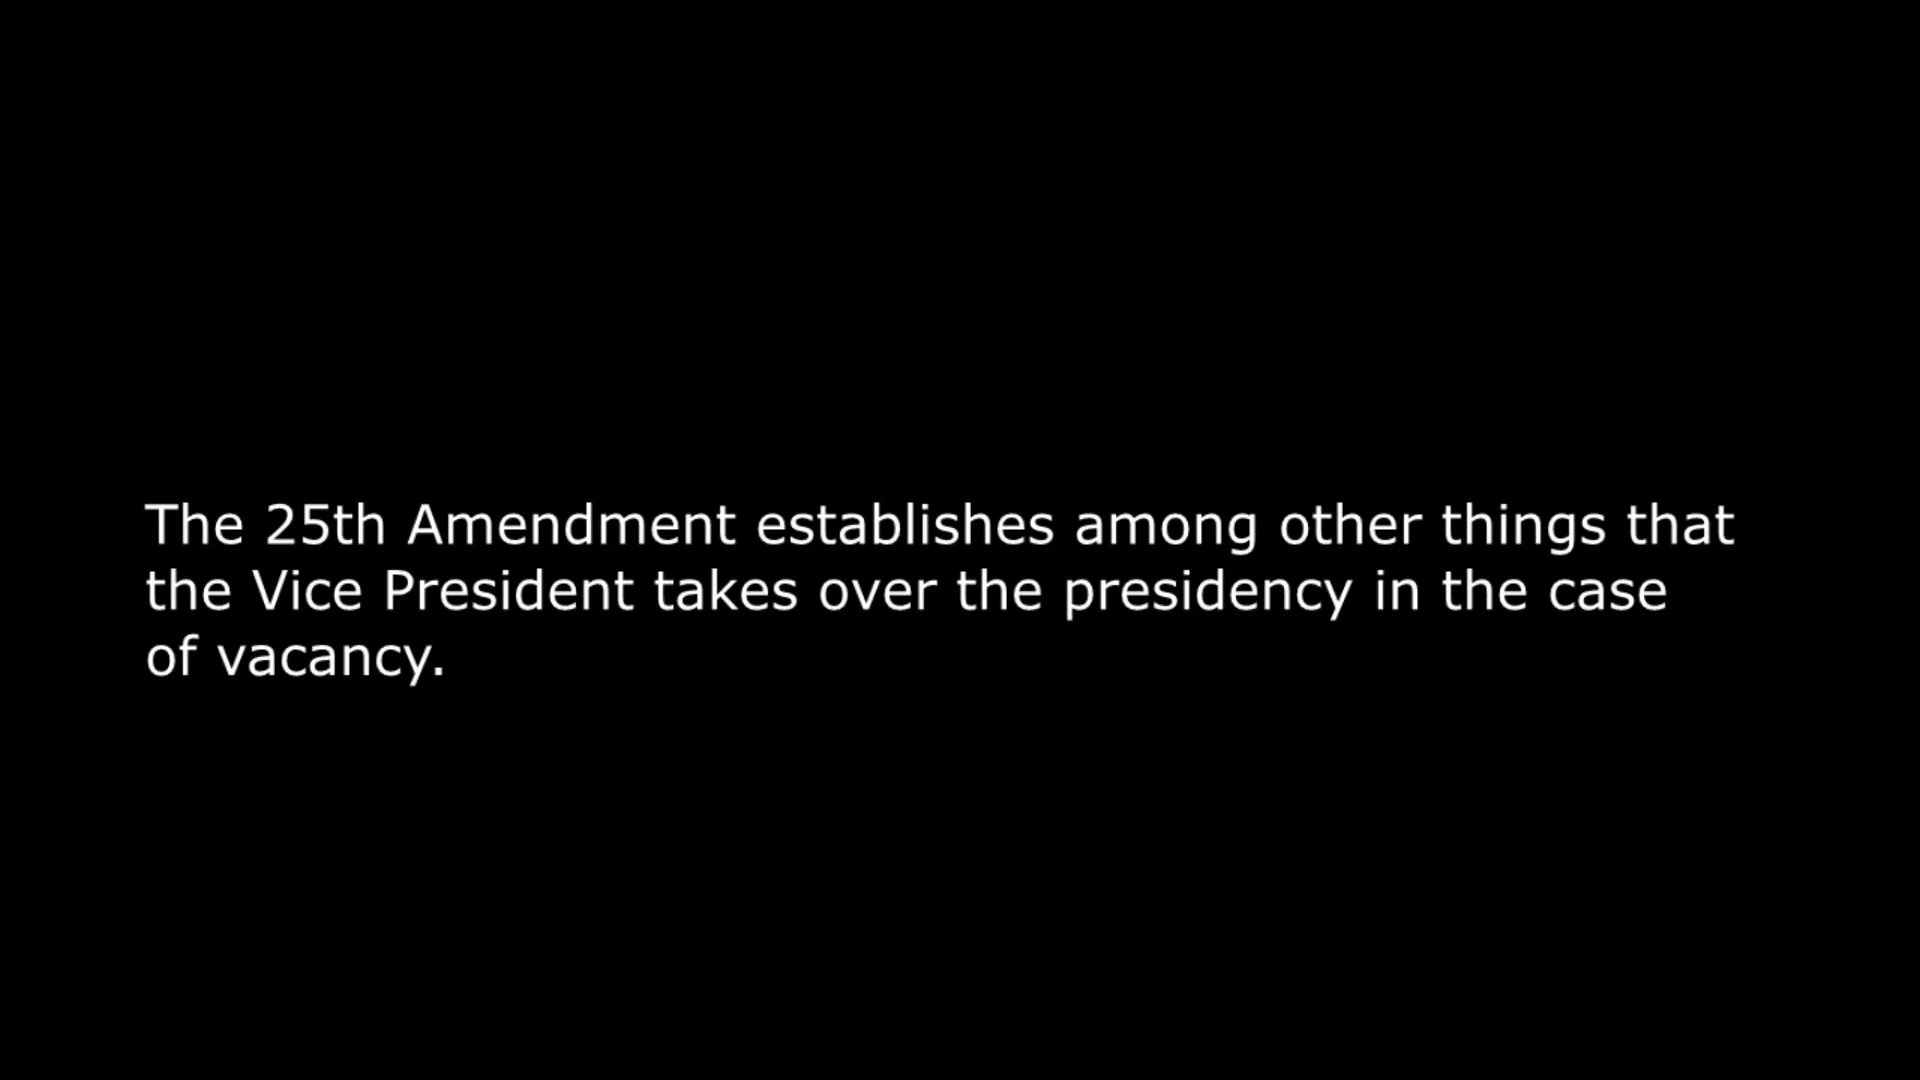 The 25th Amendment establishes among other things that
the Vice President takes over the presidency in the case
of vacancy.